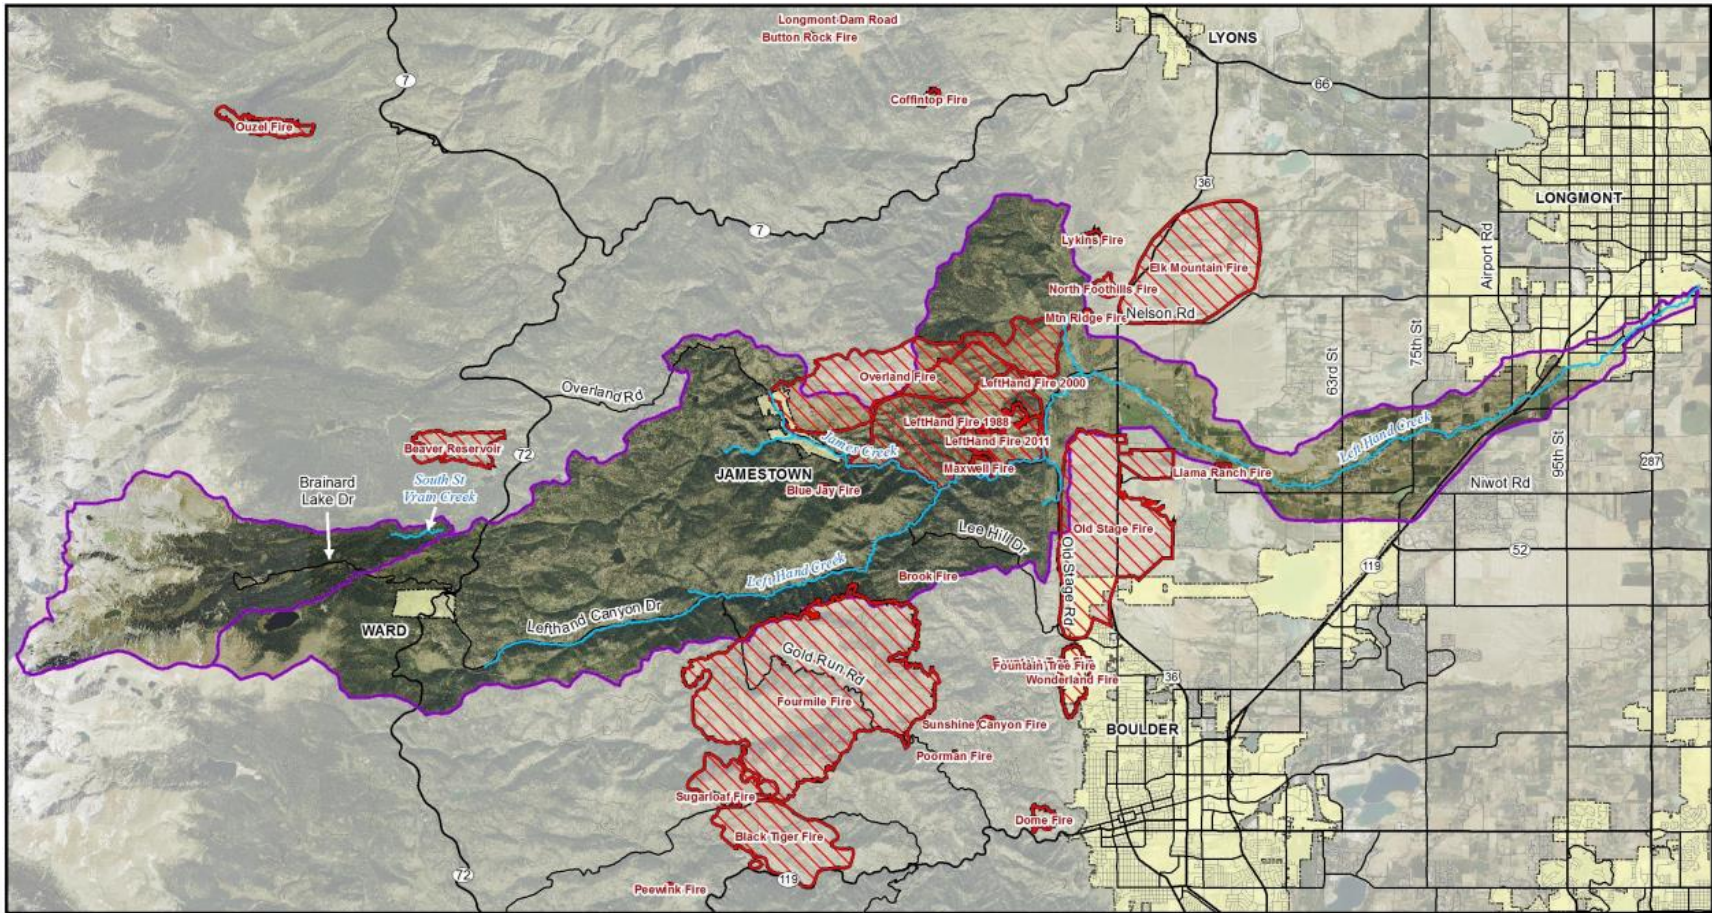 Longmont Dam Road
Button Rock Fire
LYONS
7
66
Coffintop Fire
Ouzel Fire
36
LONGMONT
7
Lykins Fire
Airport Rd
Elk Mountain Fire
North Foothills Fire
Mtn Ridge Fire
Nelson Rd
63rd St
75th St
Overland Rd
Overland Fire
LeftHand Fire 2000
LeftHand Fire 1988
LeftHand Fire 2011
James Creek
Left Hand Creek
Beaver Reservoir
72
JAMESTOWN
Maxwell Fire
Llama Ranch Fire
95th St
287
Niwot Rd
Brainard
Lake Dr
South St
Vrain Creek
Blue Jay Fire
Old Stage Fire
Lee Hill Dr
Old Stage Rd
52
119
Left Hand Creek
Brook Fire
Lefthand Canyon Dr
WARD
Gold Run Rd
Fountain Tree Fire
Wonderland Fire
36
Fourmile Fire
Sunshine Canyon Fire
BOULDER
Poorman Fire
Sugarloaf Fire
Dome Fire
Black Tiger Fire
72
Peewink Fire
119